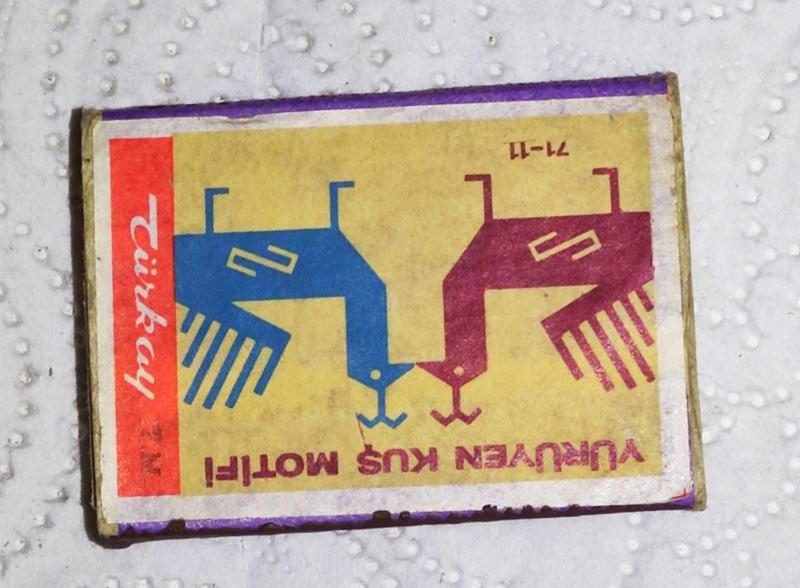 YÜRÜYEN KUŞ MOTİFİ
71-11
Türkay
TM